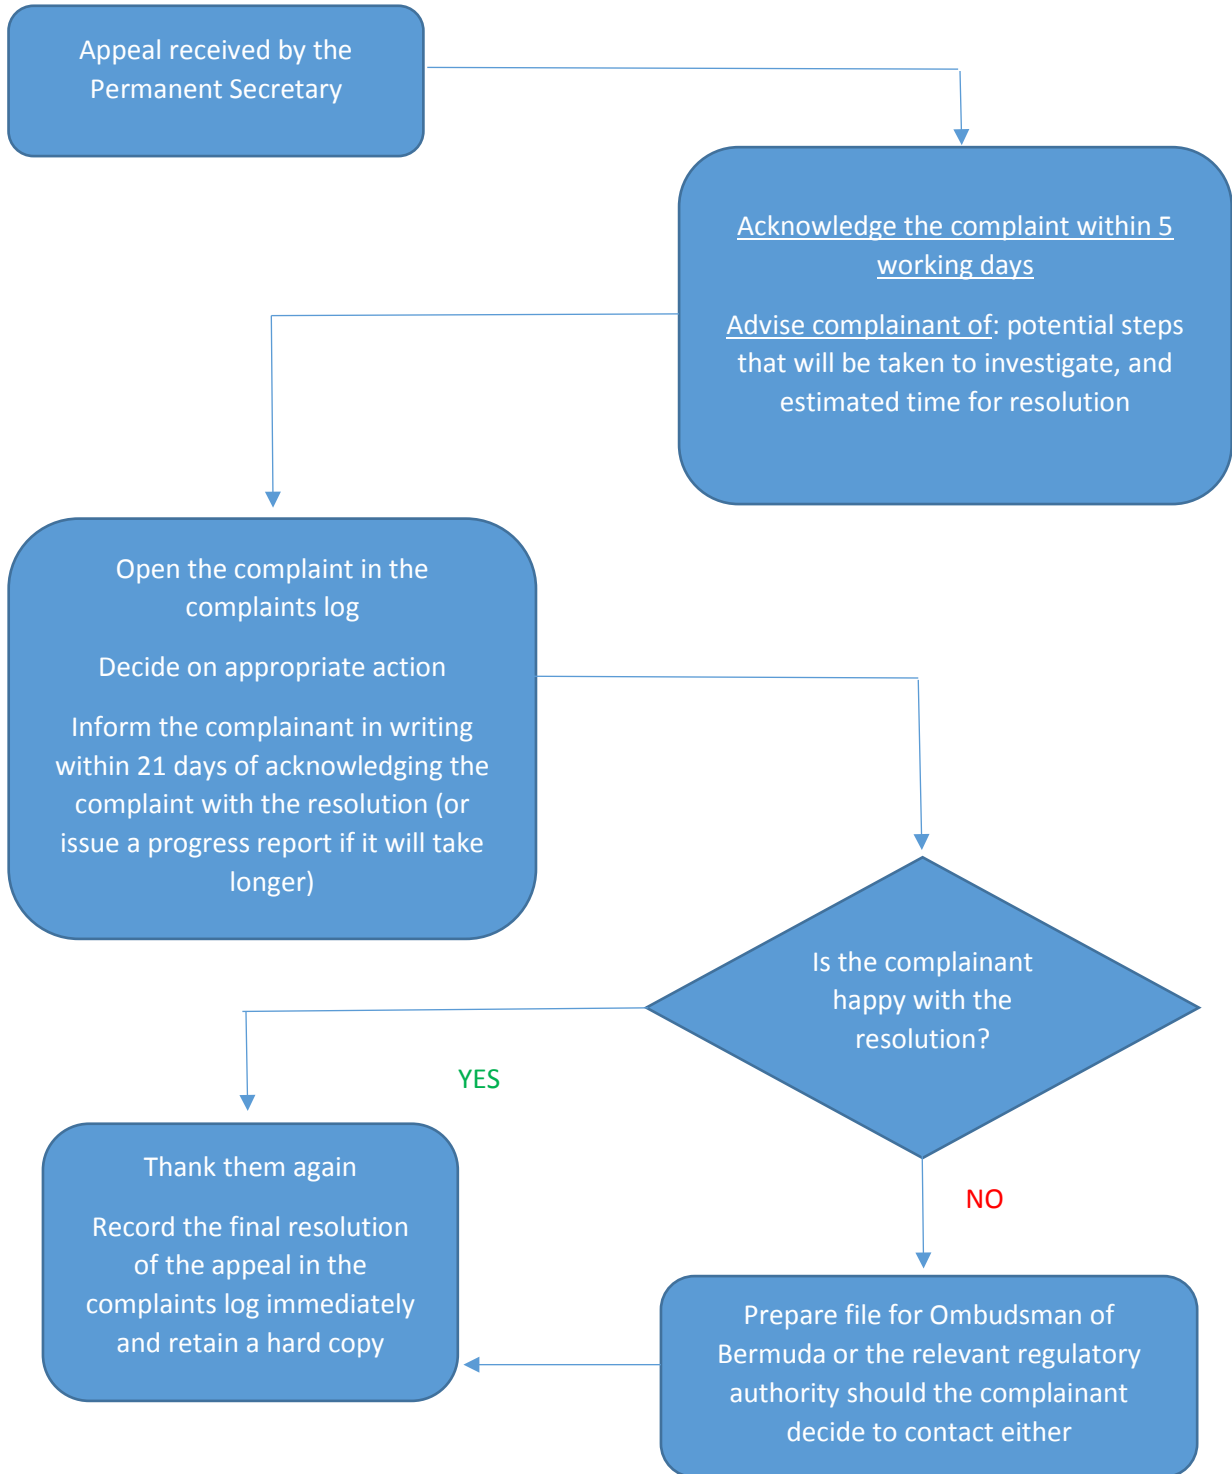 Appeal received by the
Permanent Secretary
Acknowledge the complaint within 5
working days
Advise complainant of: potential steps
that will be taken to investigate, and
estimated time for resolution
Open the complaint in the
complaints log
Decide on appropriate action
Inform the complainant in writing
within 21 days of acknowledging the
complaint with the resolution (or
issue a progress report if it will take
longer)
Is the complainant
happy with the
resolution?
YES
NO
Thank them again
Record the final resolution
of the appeal in the
complaints log immediately
and retain a hard copy
Prepare file for Ombudsman of
Bermuda or the relevant regulatory
authority should the complainant
decide to contact either